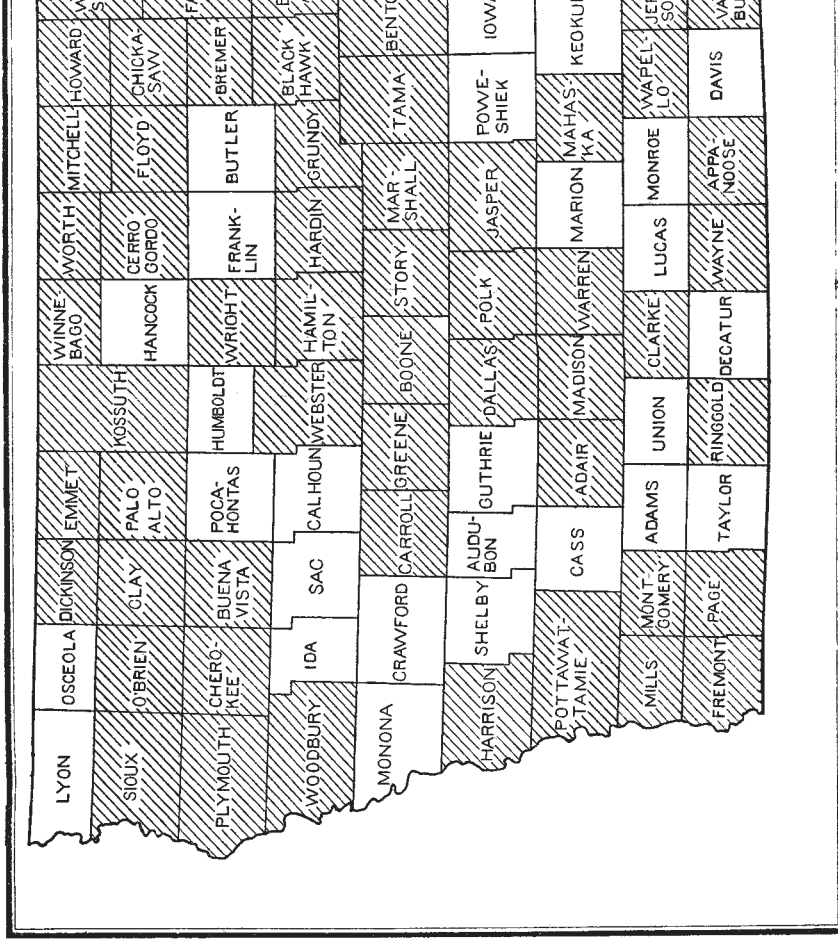 LYON
OSCEOLA
DICKINSON
EMMET
KOSSUTH
WINNE-
BAGO
WORTH
MITCHELL
HOWARD
SIOUX
O'BRIEN
CLAY
PALO
ALTO
HANCOCK
CERRO
GORDO
FLOYD
CHICKA-
SAW
PLYMOUTH
CHERO-
KEE
BUENA
VISTA
POCA-
HONTAS
HUMBOLDT
WRIGHT
FRANK-
LIN
BUTLER
BREMER
WOODBURY
IDA
SAC
CALHOUN
WEBSTER
HAMIL-
TON
HARDIN
GRUNDY
BLACK
HAWK
MONONA
CRAWFORD
CARROLL
GREENE
BOONE
STORY
MAR-
SHALL
TAMA
BENTO
HARRISON
SHELBY
AUDU-
BON
GUTHRIE
DALLAS
POLK
JASPER
POWE-
SHIEK
IOWA
POTTAWAT-
TAMIE
CASS
ADAIR
MADISON
WARREN
MARION
MAHAS-
KA
KEOKU
MILLS
MONT-
GOMERY
ADAMS
UNION
CLARKE
LUCAS
MONROE
WAPEL-
LO
FREMONT
PAGE
TAYLOR
RINGGOLD
DECATUR
WAYNE
APPA-
NOOSE
DAVIS